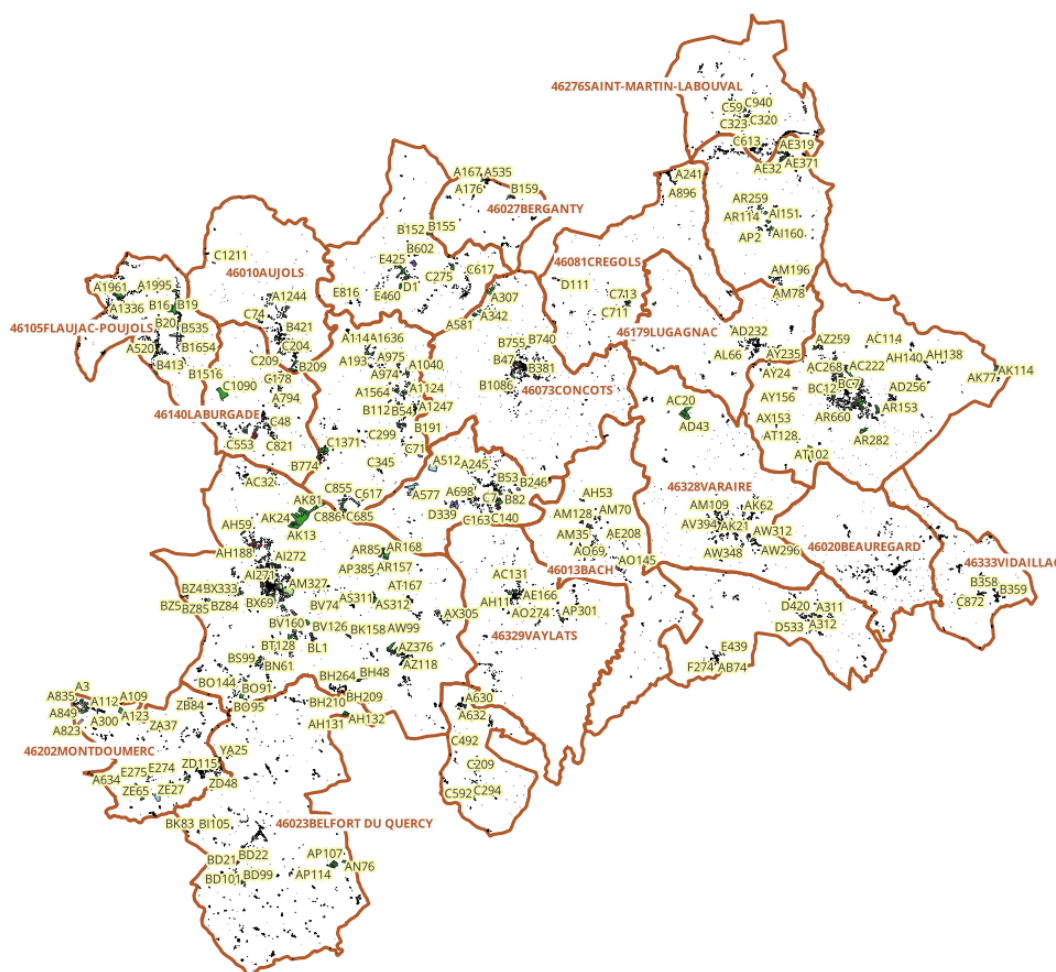 46276SAINT-MARTIN-LABOUVAL
C59
C940
C323
C320
C613
AE319
AE32
AE371
A167
A535
A241
A176
B159
A896
46027BERGANTY
AR259
AR114
AI151
AP2
AI160
B152
B155
B602
C1211
E425
C275
C617
46081CREGOLS
46010AUJOLS
A1961
A1995
D1
D111
AM196
AM78
E816
E460
A307
C713
C711
A342
A1336
B16
B19
A1244
C74
46105FLAUJAC-POUJOLS
B20
B535
B421
A581
46179LUGAGNAC
AD232
A520
B1654
C204
A114
A1636
B755
B740
AL66
AY235
AZ259
AC114
B413
C209
B209
A193
A975
A1040
B47
B381
AH140
AH138
B1516
C178
A974
AY24
AC268
AC222
AK77
AK114
C1090
A1564
A1124
B1086
46073CONCOTS
BC12
BC7
AD256
A794
AY156
AC20
46140LABURGADE
C48
B112
B54
A1247
AX153
AR660
AR153
C553
C821
C299
B191
AD43
AT128
AR282
C1371
C71
B774
C345
A512
A245
AT102
AC32
B53
B246
C855
C617
A577
A698
C7
B82
46328VARAIRE
AK81
AH53
AK24
C886
C685
D339
C163
C140
AM128
AM70
AM109
AK62
AK13
AH59
AM35
AE208
AV394
AK21
AW312
AH188
AR85
AR168
AO69
AW348
AW296
46020BEAUREGARD
AI272
AP385
AR157
46013BACH
AO145
46333VIDAILLAC
AI271
AM327
AC131
B358
BZ4
BX333
AT167
AE166
B359
BZ5
BZ85
BZ84
BX69
BV74
AS311
AS312
AH11
AO274
AP301
C872
D420
A311
AX305
BV160
BV126
BK158
AW99
D533
A312
46329VAYLATS
BT128
BL1
AZ376
E439
BS99
BN61
AZ118
F274
AB74
BH264
BH48
BO144
BO91
A3
A835
A112
A109
ZB84
BO95
BH210
BH209
A630
A849
A300
A123
ZA37
AH131
AH132
A632
A823
46202MONTDOUMERC
YA25
C492
E275
E274
ZD115
C209
A634
ZE65
ZE27
ZD48
C592
C294
BK83
BI105
46023BELFORT DU QUERCY
BD21
BD22
AP107
AN76
BD101
BD99
AP114